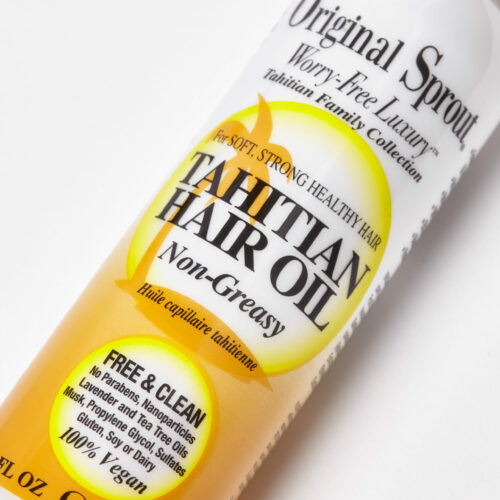 Original Sprout
Worry-Free Luxury™
Tahitian Family Collection
For SOFT, STRONG HEALTHY HAIR
TAHITIAN
HAIR OIL
Non-Greasy
Huile capillaire tahitienne
FREE & CLEAN
No Parabens, Nanoparticles
Lavender and Tea Tree Oils
Musk, Propylene Glycol, Sulfates
Gluten, Soy or Dairy
100% Vegan
FL OZ